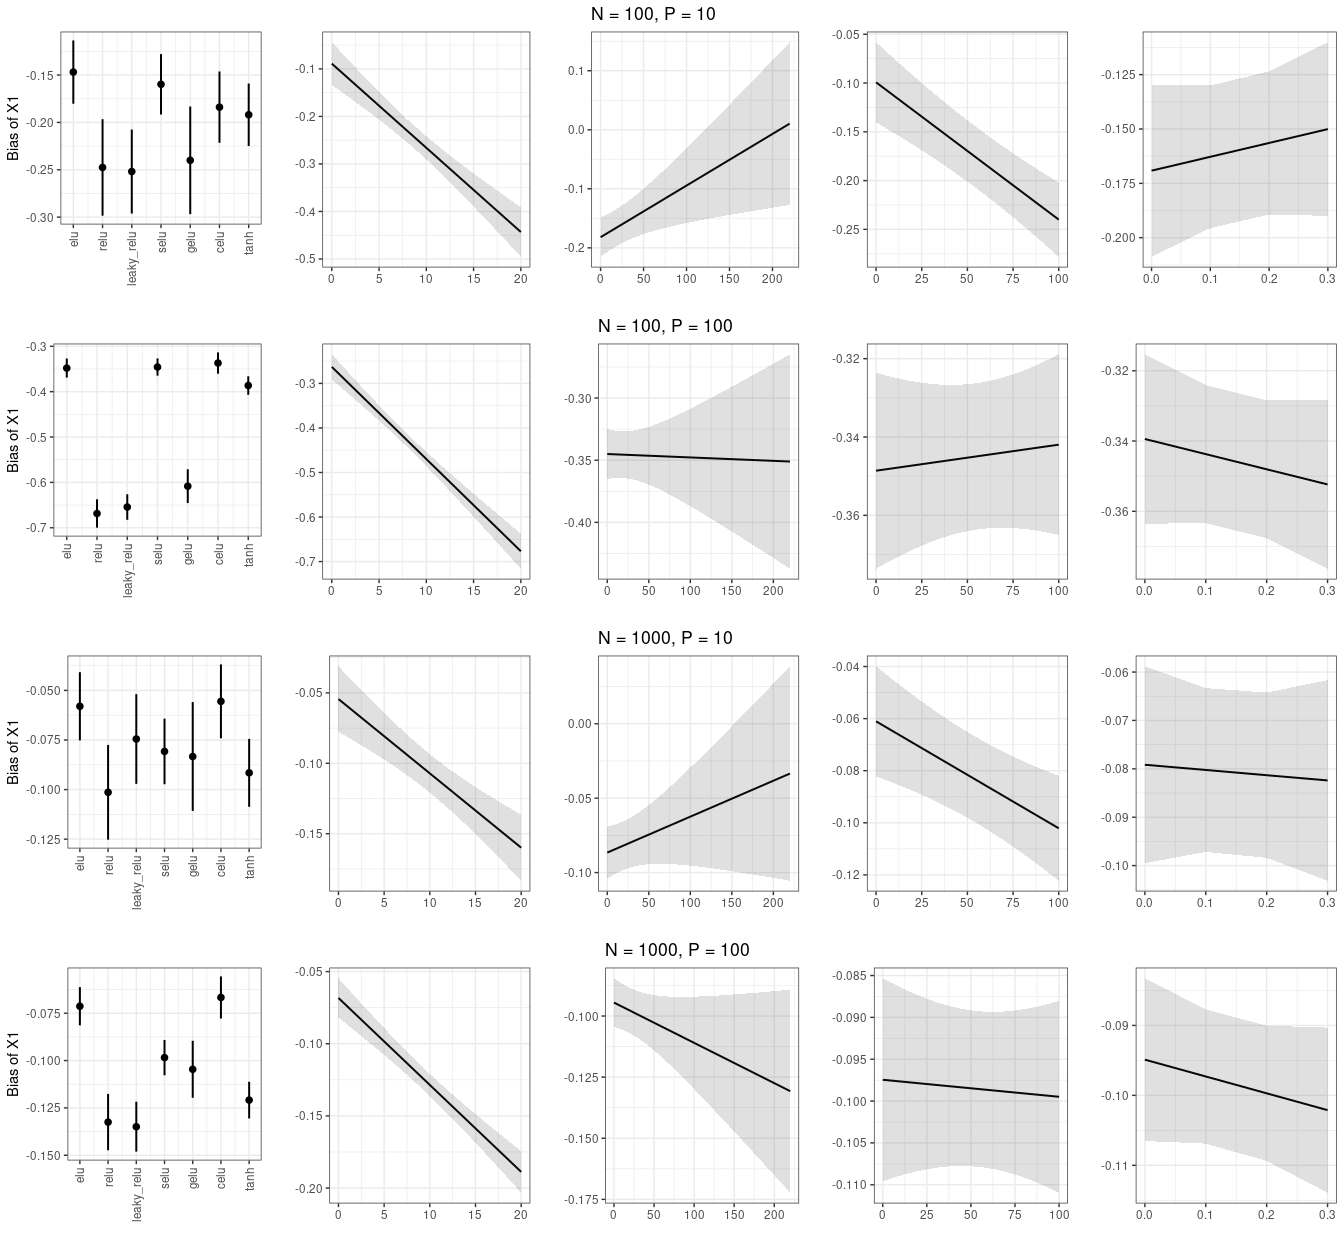 N = 100, P = 10
Bias of X1
-0.15
-0.20
-0.25
-0.30
elu
relu
leaky_relu
selu
gelu
celu
tanh
-0.1
-0.2
-0.3
-0.4
-0.5
0 5 10 15 20
0.1
0.0
-0.1
-0.2
0 50 100 150 200
-0.05
-0.10
-0.15
-0.20
-0.25
0 25 50 75 100
-0.125
-0.150
-0.175
-0.200
0.0 0.1 0.2 0.3
N = 100, P = 100
Bias of X1
-0.3
-0.4
-0.5
-0.6
-0.7
elu
relu
leaky_relu
selu
gelu
celu
tanh
-0.3
-0.4
-0.5
-0.6
-0.7
0 5 10 15 20
-0.30
-0.35
-0.40
0 50 100 150 200
-0.32
-0.34
-0.36
0 25 50 75 100
-0.32
-0.34
-0.36
0.0 0.1 0.2 0.3
N = 1000, P = 10
Bias of X1
-0.050
-0.075
-0.100
-0.125
elu
relu
leaky_relu
selu
gelu
celu
tanh
-0.05
-0.10
-0.15
0 5 10 15 20
0.00
-0.05
-0.10
0 50 100 150 200
-0.04
-0.06
-0.08
-0.10
-0.12
0 25 50 75 100
-0.06
-0.07
-0.08
-0.09
-0.10
0.0 0.1 0.2 0.3
N = 1000, P = 100
Bias of X1
-0.075
-0.100
-0.125
-0.150
elu
relu
leaky_relu
selu
gelu
celu
tanh
-0.05
-0.10
-0.15
-0.20
0 5 10 15 20
-0.100
-0.125
-0.150
-0.175
0 50 100 150 200
-0.085
-0.090
-0.095
-0.100
-0.105
-0.110
0 25 50 75 100
-0.09
-0.10
-0.11
0.0 0.1 0.2 0.3